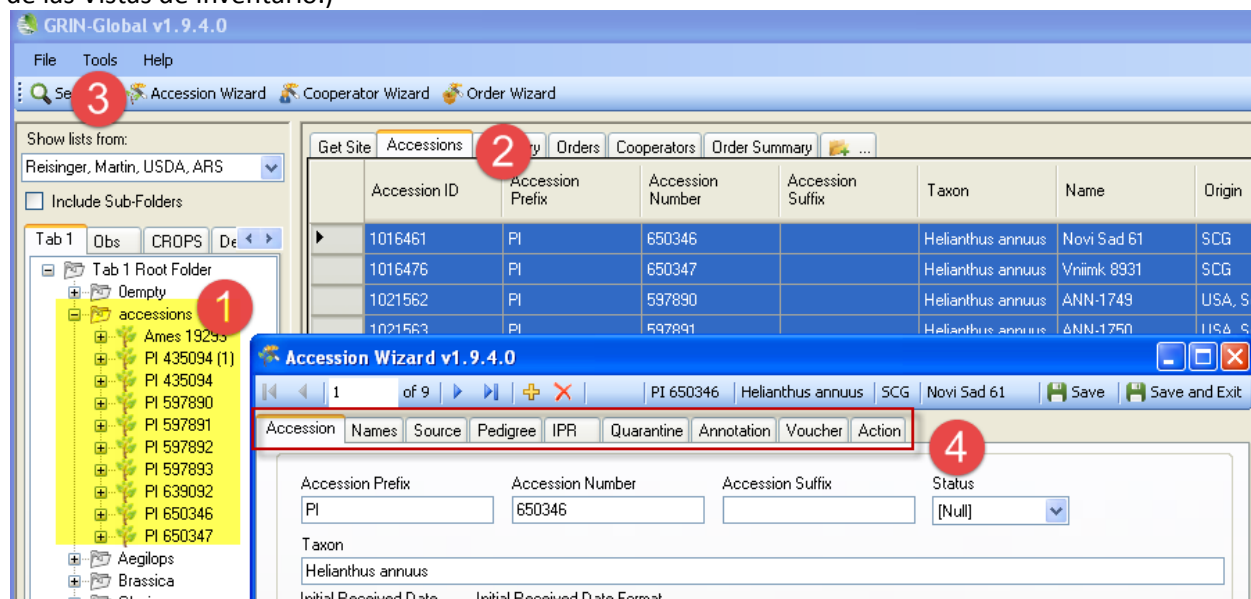 de las vistas de inventario.)
GRIN-Global v1.9.4.0
File Tools Help
Accession Wizard Cooperator Wizard Order Wizard
3
Show lists from:
Reisinger, Martin, USDA, ARS
Include Sub-Folders
Tab 1 Obs CROPS
Tab 1 Root Folder
0empty
accessions
1
Ames 19293
PI 435094 (1)
PI 435094
PI 597890
PI 597891
PI 597892
PI 597893
PI 639092
PI 650346
PI 650347
Aegilops
Brassica
Get Site Accessions Orders Cooperators Order Summary ...
2
Accession ID Accession Prefix Accession Number Accession Suffix Taxon Name Origin
1016461 PI 650346 Helianthus annuus Novi Sad 61 SCG
1016476 PI 650347 Helianthus annuus Vniimk 8931 SCG
1021562 PI 597890 Helianthus annuus ANN-1749 USA, S
1021563 PI 597891 Helianthus annuus ANN-1750 USA, S
Accession Wizard v1.9.4.0
1 of 9 PI 650346 Helianthus annuus SCG Novi Sad 61 Save Save and Exit
Accession Names Source Pedigree IPR Quarantine Annotation Voucher Action
4
Accession Prefix Accession Number Accession Suffix Status
PI 650346 [Null]
Taxon
Helianthus annuus
Initial Received Date Initial Received Date Format